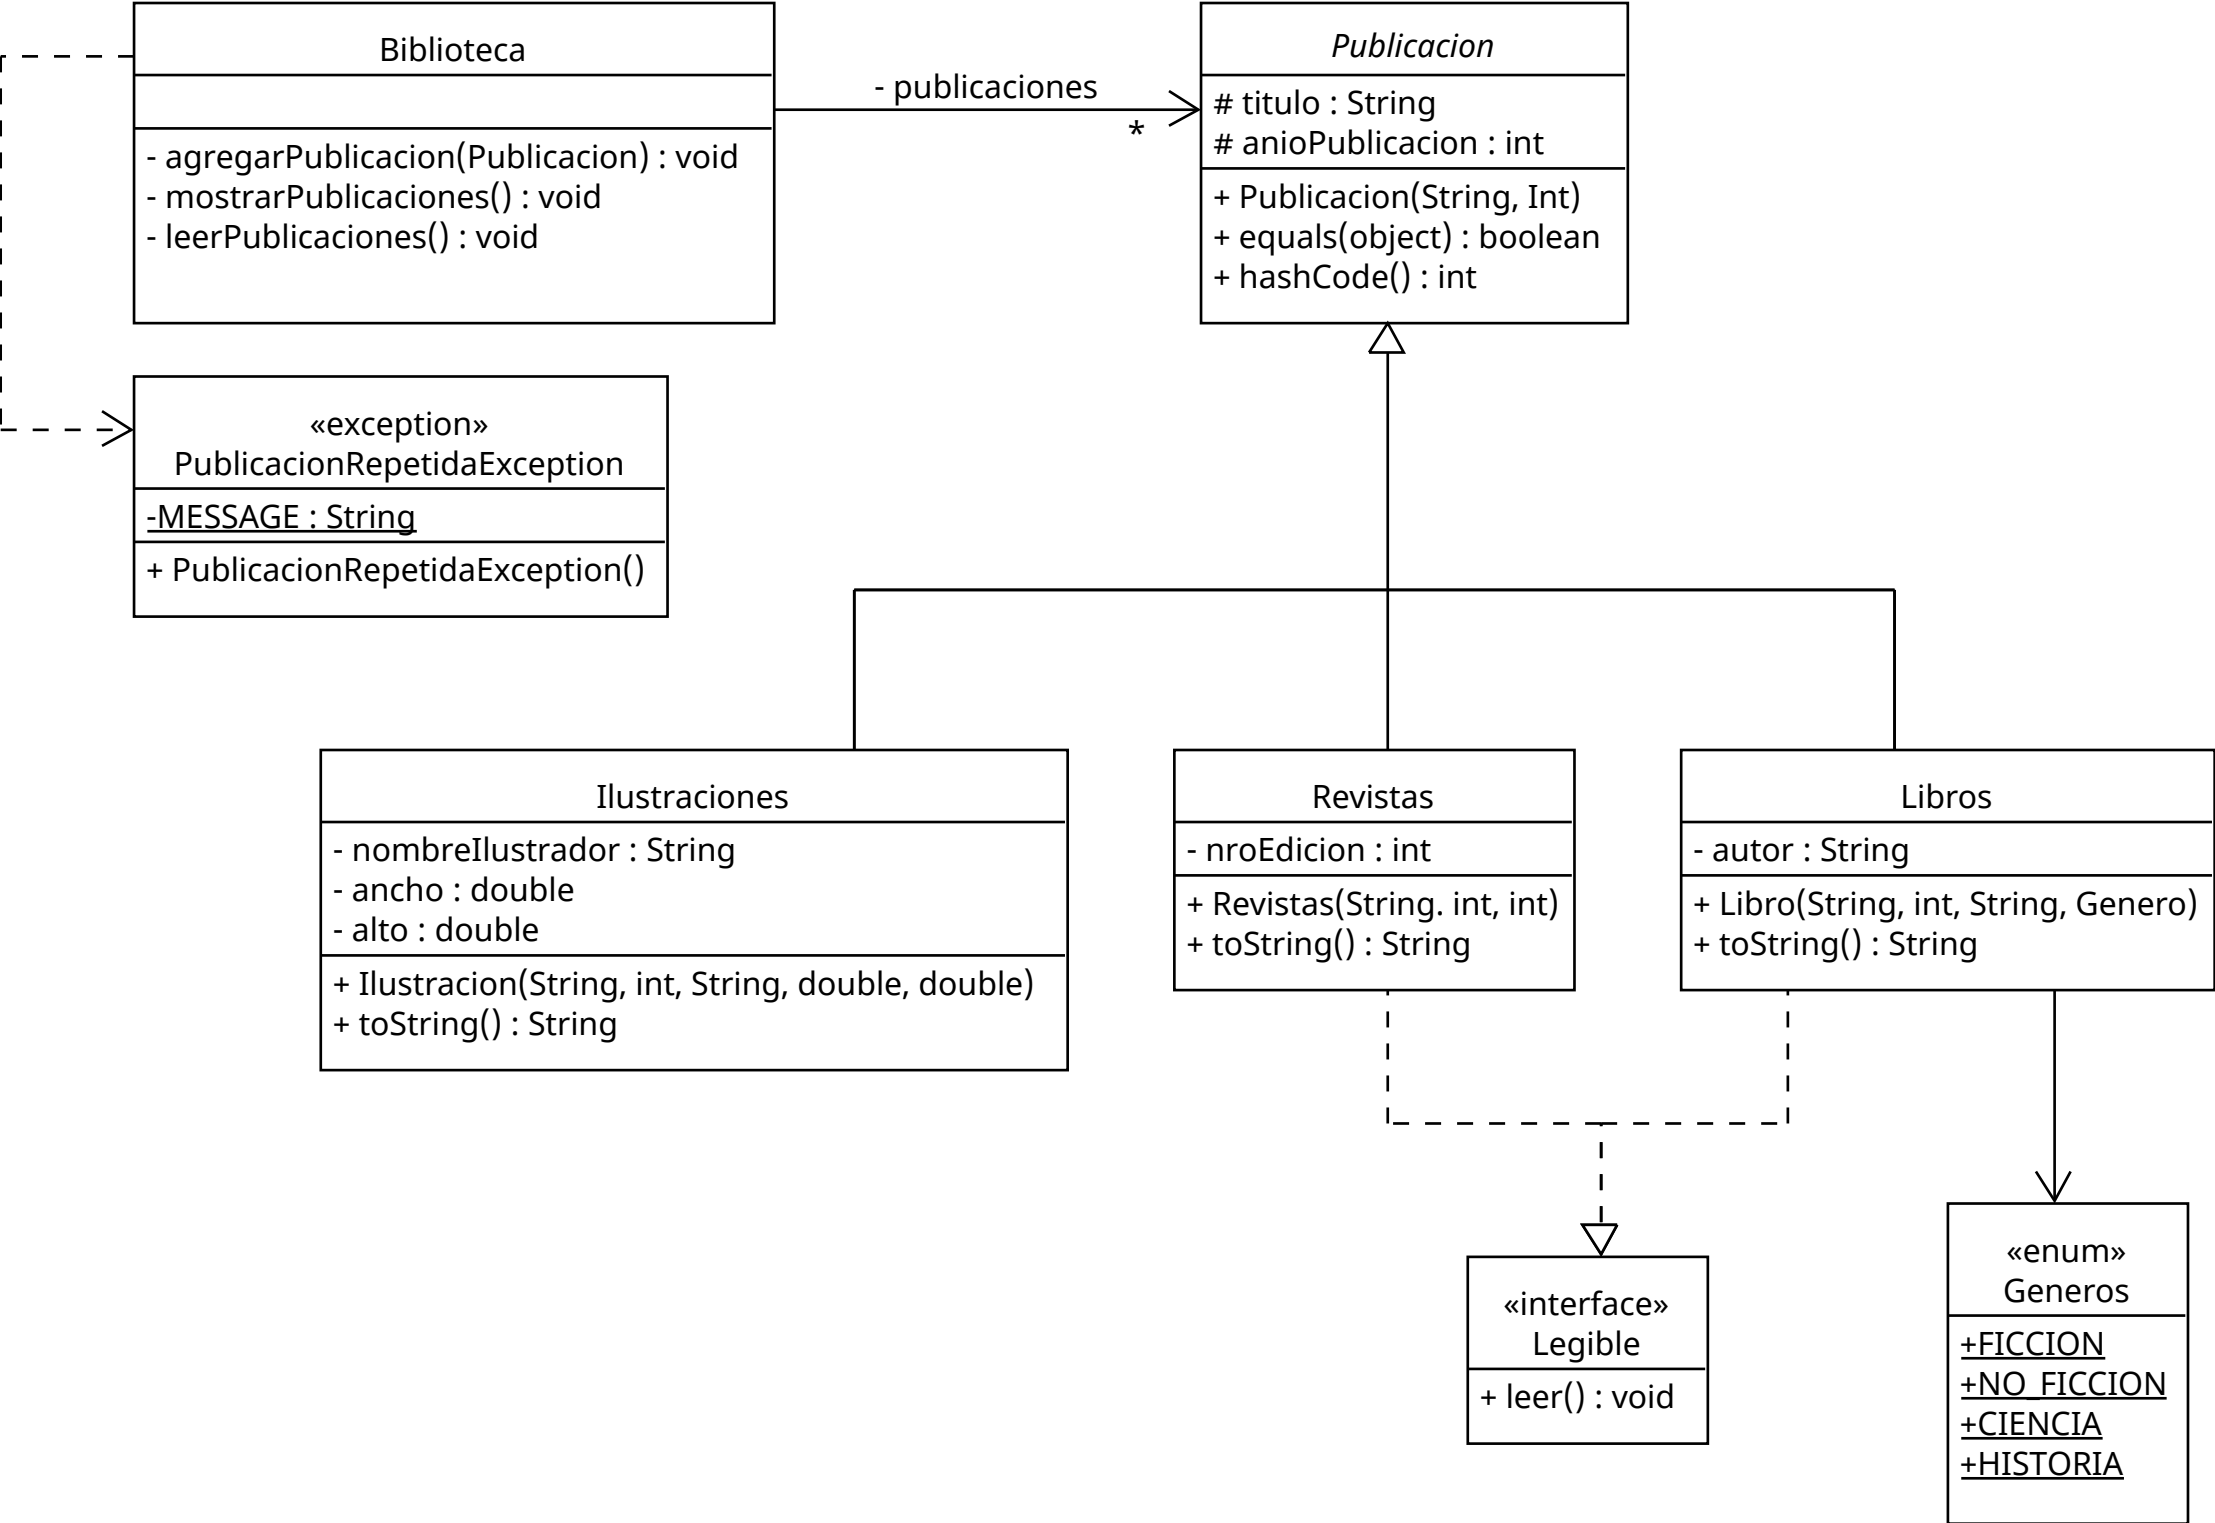 Biblioteca
- agregarPublicacion(Publicacion) : void
- mostrarPublicaciones() : void
- leerPublicaciones() : void
- publicaciones
*
Publicacion
# titulo : String
# anioPublicacion : int
+ Publicacion(String, Int)
+ equals(object) : boolean
+ hashCode() : int
«exception»
PublicacionRepetidaException
-MESSAGE : String
+ PublicacionRepetidaException()
Ilustraciones
- nombreIlustrador : String
- ancho : double
- alto : double
+ Ilustracion(String, int, String, double, double)
+ toString() : String
Revistas
- nroEdicion : int
+ Revistas(String. int, int)
+ toString() : String
Libros
- autor : String
+ Libro(String, int, String, Genero)
+ toString() : String
«interface»
Legible
+ leer() : void
«enum»
Generos
+FICCION
+NO_FICCION
+CIENCIA
+HISTORIA